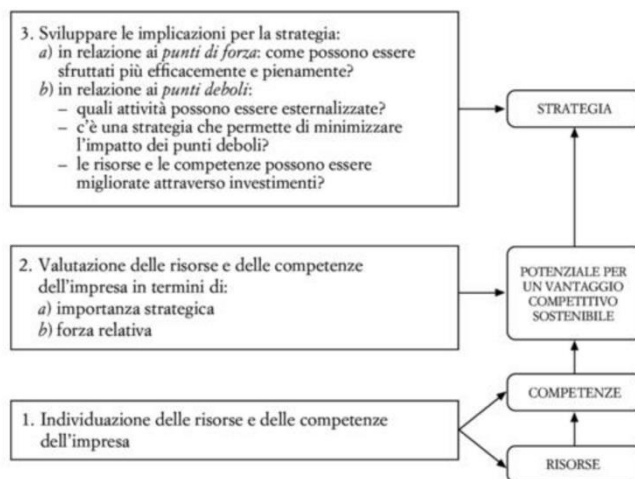 3. Sviluppare le implicazioni per la strategia:
a) in relazione ai punti di forza: come possono essere
sfruttati più efficacemente e pienamente?
b) in relazione ai punti deboli:
– quali attività possono essere esternalizzate?
– c'è una strategia che permette di minimizzare
l'impatto dei punti deboli?
– le risorse e le competenze possono essere
migliorate attraverso investimenti?
STRATEGIA
2. Valutazione delle risorse e delle competenze
dell'impresa in termini di:
a) importanza strategica
b) forza relativa
POTENZIALE PER
UN VANTAGGIO
COMPETITIVO
SOSTENIBILE
COMPETENZE
1. Individuazione delle risorse e delle competenze
dell'impresa
RISORSE